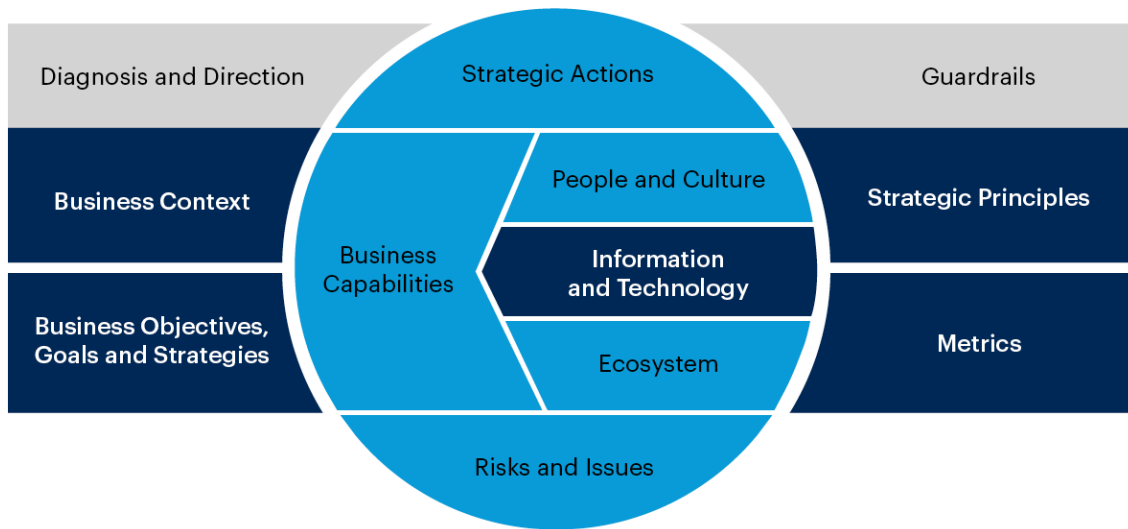 Diagnosis and Direction
Strategic Actions
Guardrails
Business Context
People and Culture
Strategic Principles
Business
Capabilities
Information
and Technology
Business Objectives,
Goals and Strategies
Ecosystem
Metrics
Risks and Issues